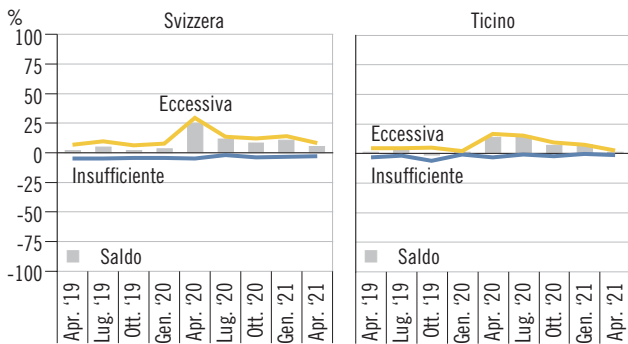 %
Svizzera
Ticino
100
75
50
25
0
-25
-50
-75
-100
Eccessiva
Insufficiente
Saldo
Eccessiva
Insufficiente
Saldo
Apr. ‘19
Lug. ‘19
Ott. ‘19
Gen. ‘20
Apr. ‘20
Lug. ‘20
Ott. ‘20
Gen. ‘21
Apr. ‘21
Apr. ‘19
Lug. ‘19
Ott. ‘19
Gen. ‘20
Apr. ‘20
Lug. ‘20
Ott. ‘20
Gen. ‘21
Apr. ‘21